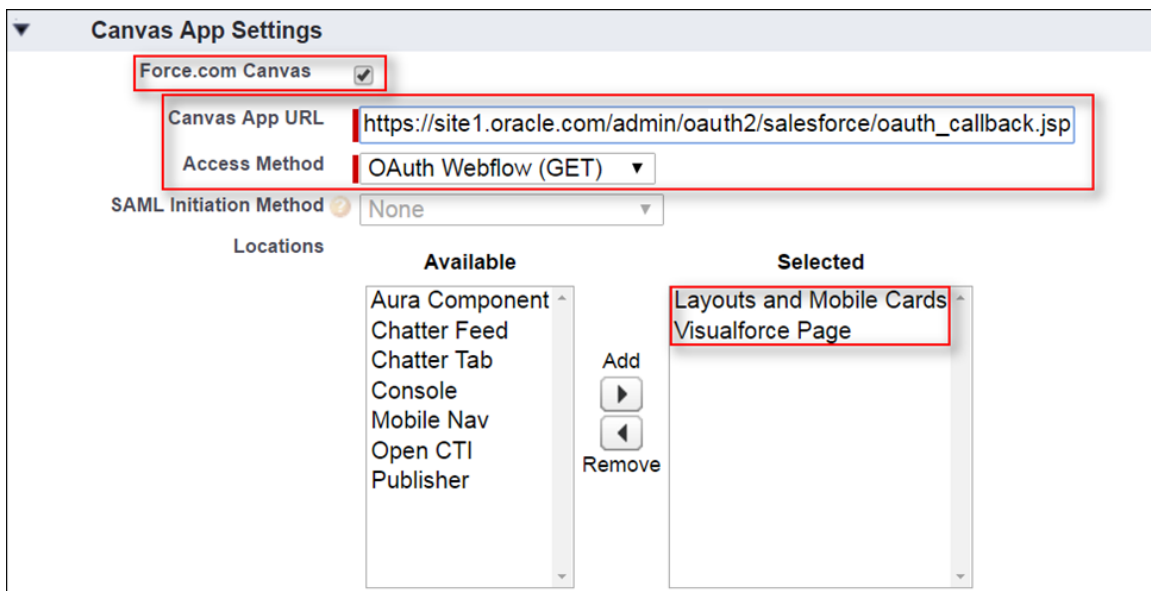 Canvas App Settings
Force.com Canvas
Canvas App URL https://site1.oracle.com/admin/oauth2/salesforce/oauth_callback.jsp
Access Method OAuth Webflow (GET)
SAML Initiation Method ? None
Locations
Available Selected
Aura Component Layouts and Mobile Cards
Chatter Feed Visualforce Page
Chatter Tab
Add
Console
Mobile Nav
Open CTI
Remove
Publisher